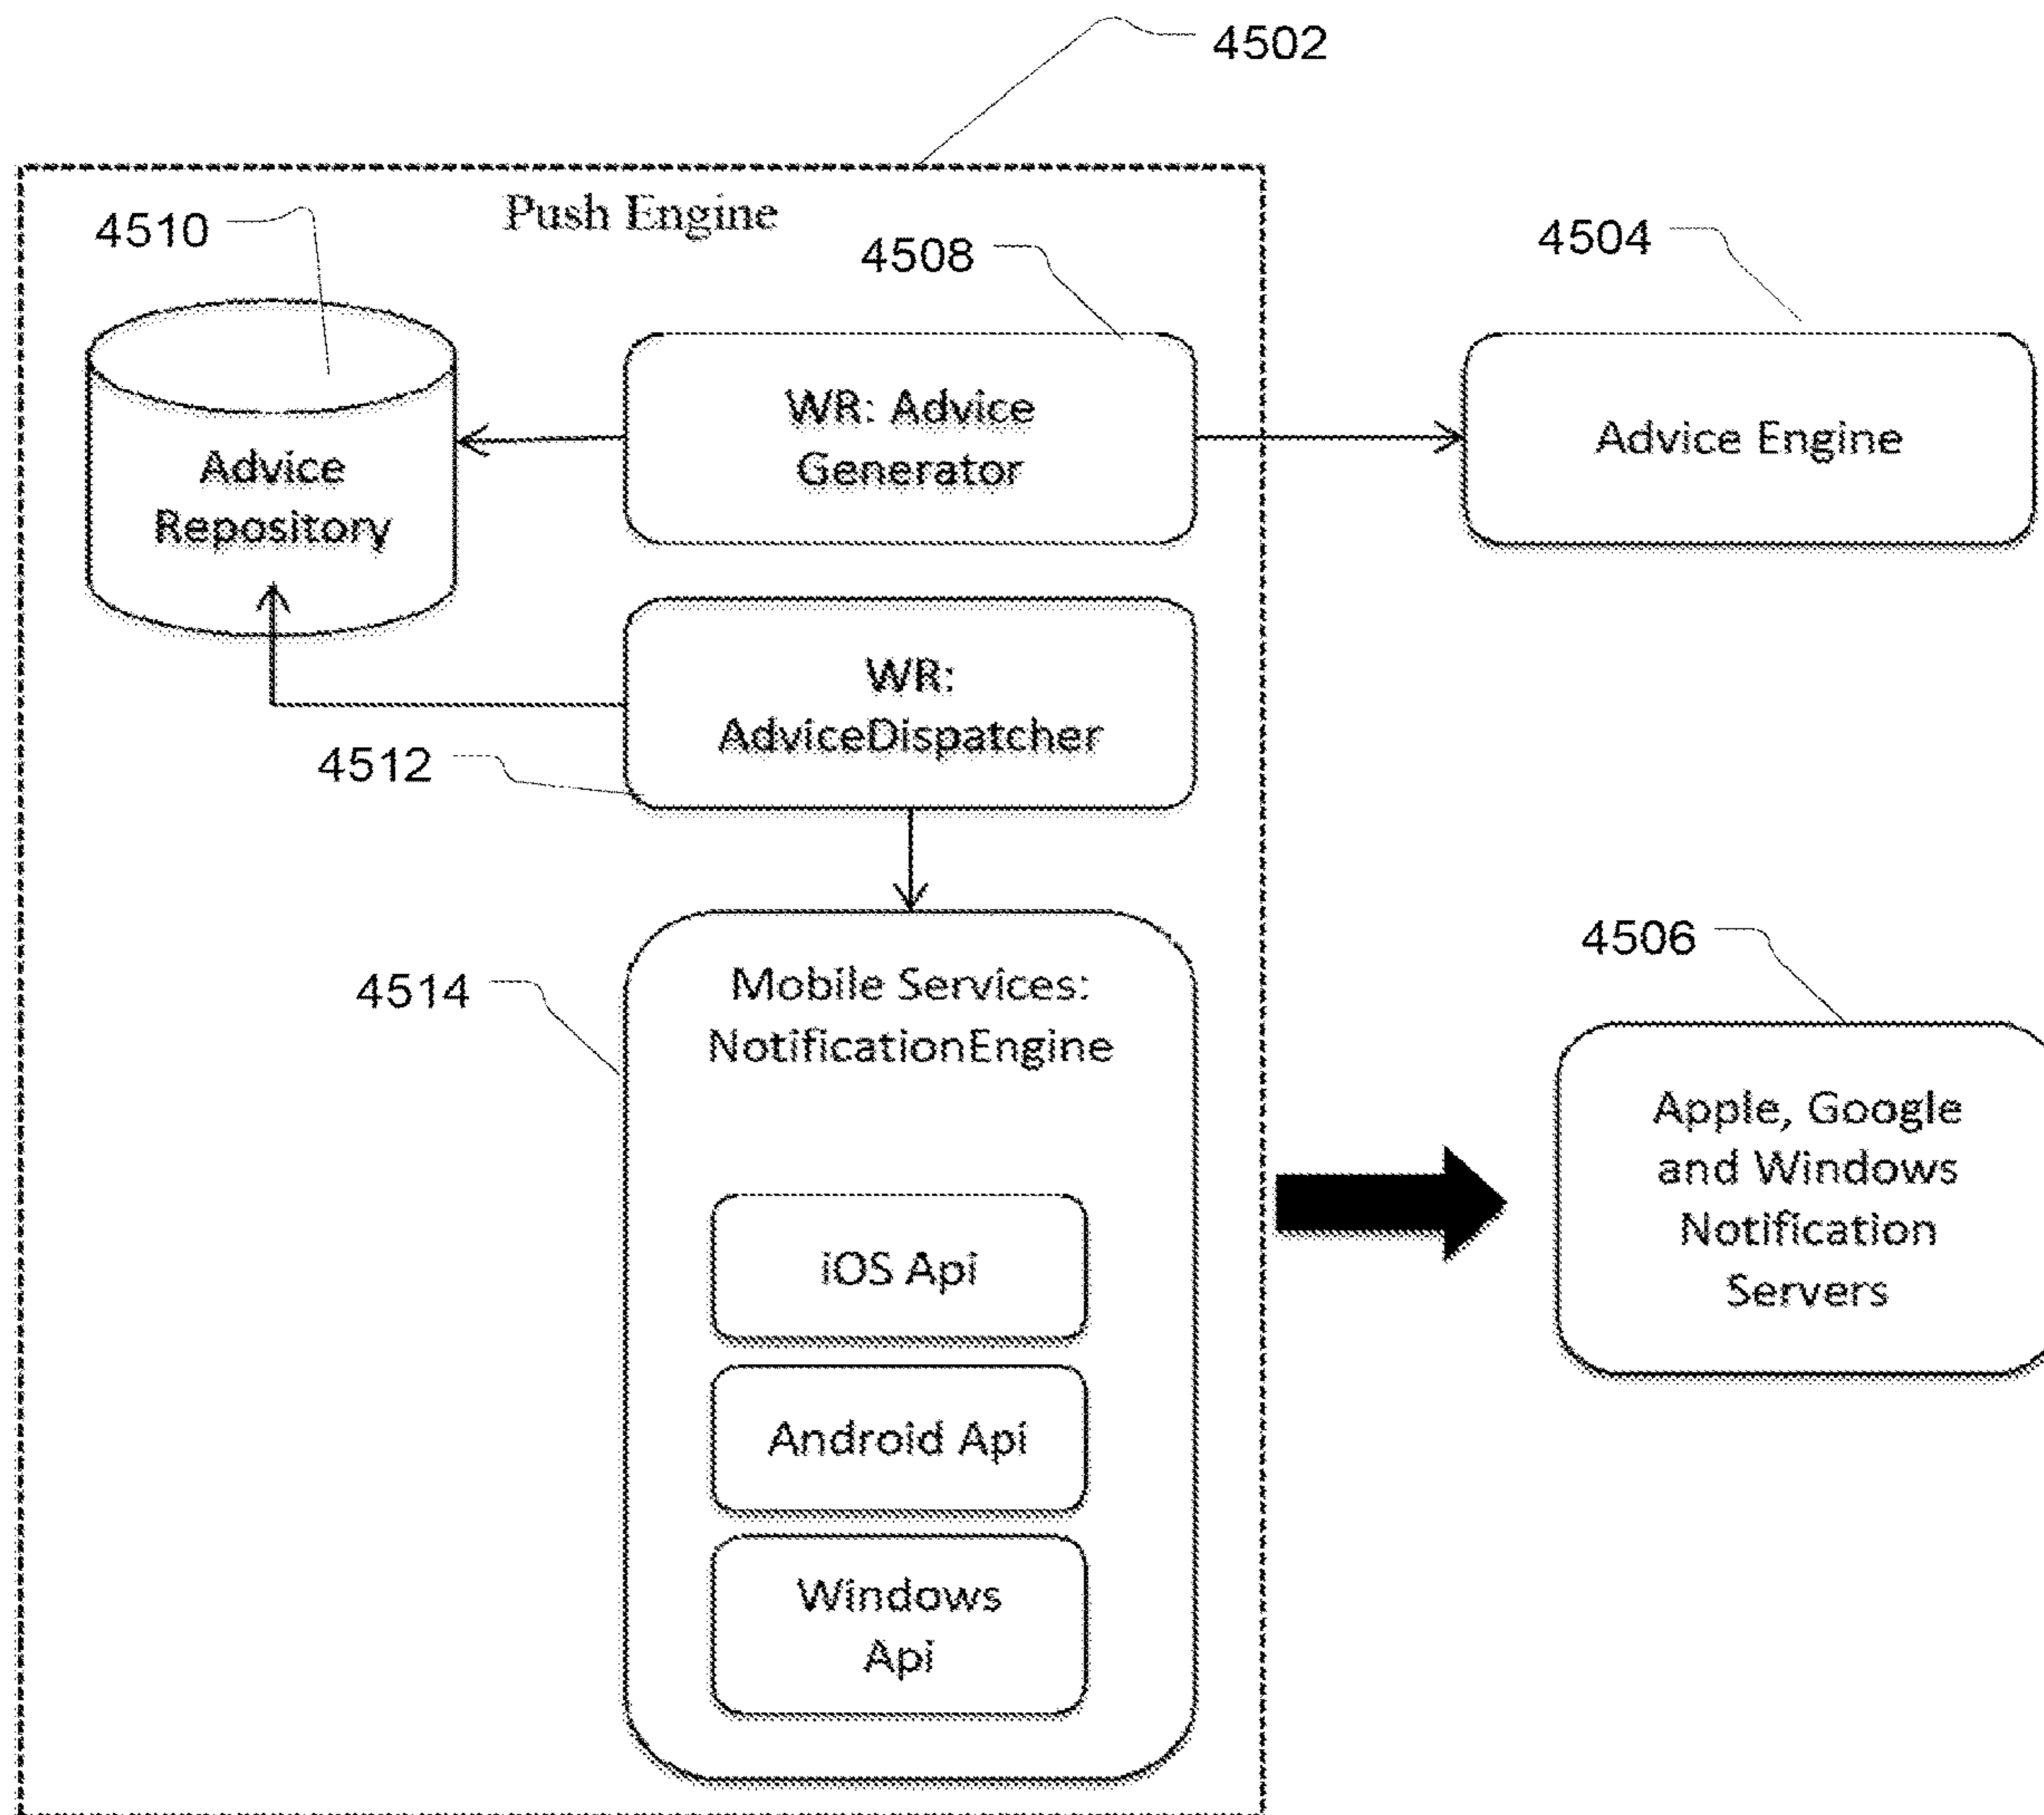 4502
Push Engine
4510
4508
4504
WR: Advice
Generator
Advice Engine
Advice
Repository
WR:
AdviceDispatcher
4512
4506
4514
Mobile Services:
NotificationEngine
Apple, Google
and Windows
Notification
Servers
iOS Api
Android Api
Windows
Api